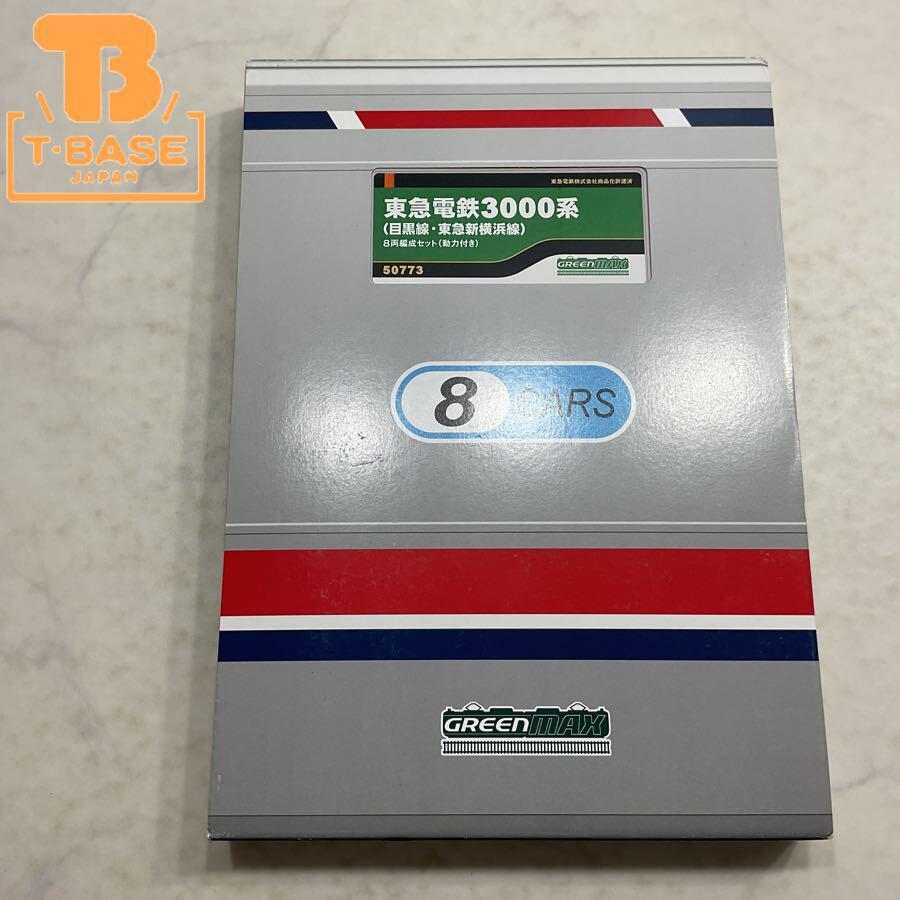 T·BASE
JAPAN
東急電鉄株式会社商品化許諾済
東急電鉄3000系
(目黒線・東急新横浜線)
8両編成セット(動力付き)
50773
GREENMAX
8 CARS
GREENMAX